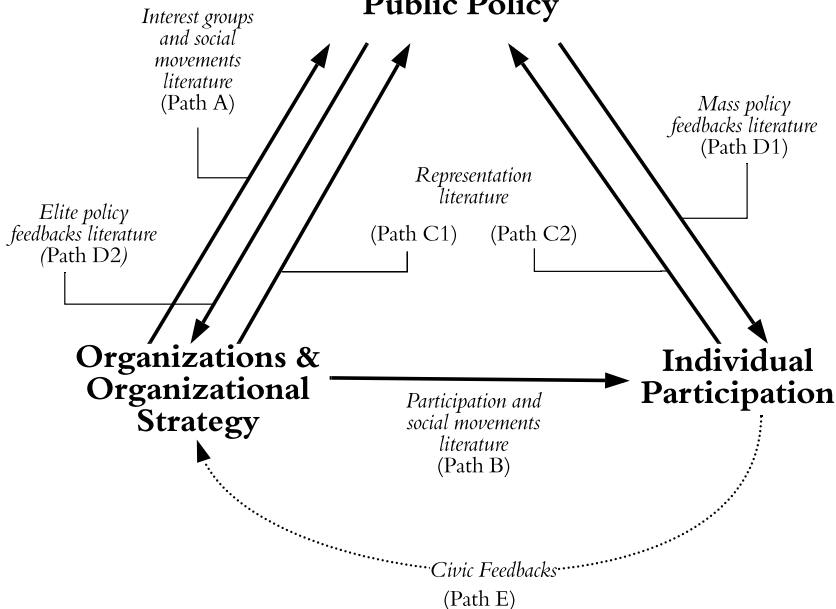 Public Policy
Interest groups
and social
movements
literature
(Path A)
Mass policy
feedbacks literature
(Path D1)
Representation
literature
Elite policy
feedbacks literature
(Path D2)
(Path C1)
(Path C2)
Organizations &
Organizational
Strategy
Individual
Participation
Participation and
social movements
literature
(Path B)
Civic Feedbacks
(Path E)